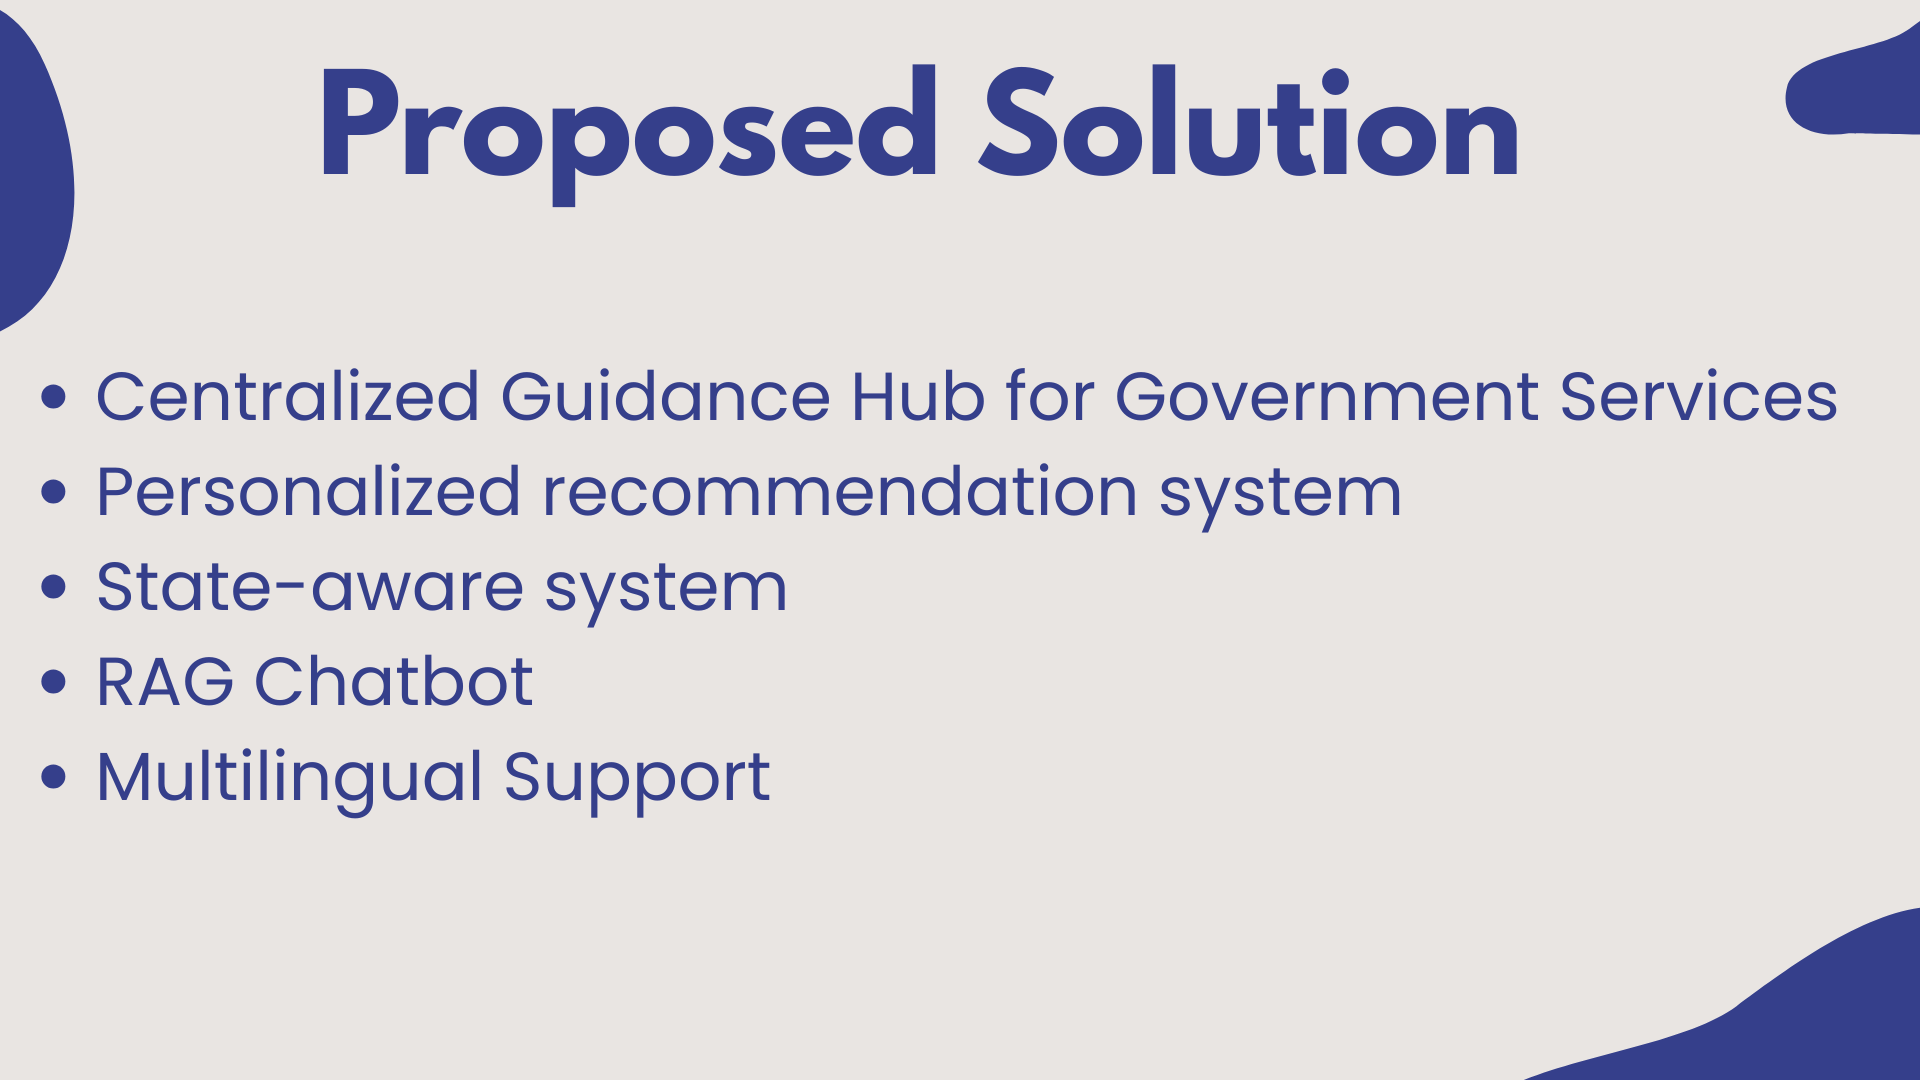 Proposed Solution
• Centralized Guidance Hub for Government Services
• Personalized recommendation system
• State-aware system
• RAG Chatbot
• Multilingual Support